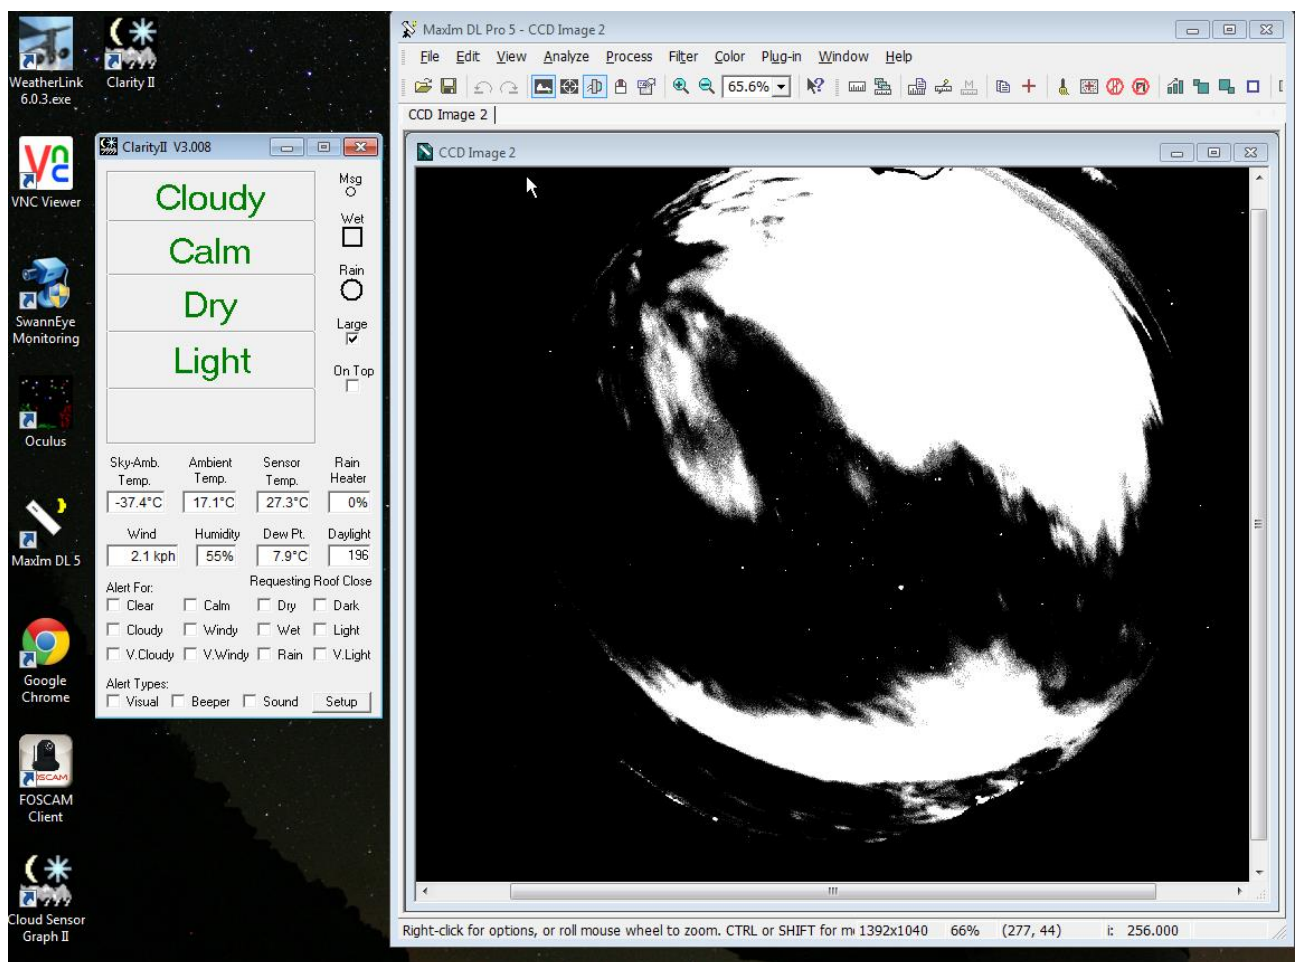 WeatherLink
6.0.3.exe
Clarity II
VNC Viewer
SwannEye
Monitoring
Oculus
MaxIm DL 5
Google
Chrome
OSCAM
FOSCAM
Client
Cloud Sensor
Graph II
ClarityII V3.008
Cloudy
Calm
Dry
Light
Msg
Wet
Rain
Large
On Top
Sky-Amb. Temp.
Ambient Temp.
Sensor Temp.
Rain Heater
-37.4°C 17.1°C 27.3°C 0%
Wind Humidity Dew Pt. Daylight
2.1 kph 55% 7.9°C 196
Alert For: Requesting Roof Close
Clear Calm Dry Dark
Cloudy Windy Wet Light
V.Cloudy V.Windy Rain V.Light
Alert Types:
Visual Beeper Sound Setup
MaxIm DL Pro 5 - CCD Image 2
File Edit View Analyze Process Filter Color Plug-in Window Help
65.6%
CCD Image 2
CCD Image 2
Right-click for options, or roll mouse wheel to zoom. CTRL or SHIFT for m 1392x1040 66% (277, 44) i: 256.000